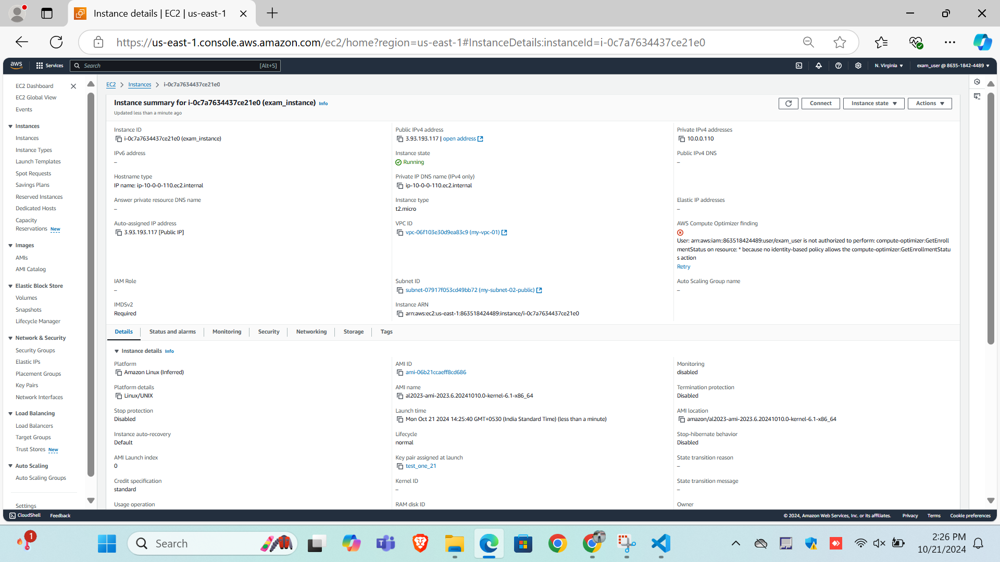 Instance details | EC2 | us-east-1
https://us-east-1.console.aws.amazon.com/ec2/home?region=us-east-1#InstanceDetails:instanceId=i-0c7a7634437ce21e0
aws
Services
Search
[Alt+S]
N. Virginia
exam_user @ 8635-1842-4489
EC2 Dashboard
EC2 Global View
Events
Instances
Instances
Instance Types
Launch Templates
Spot Requests
Savings Plans
Reserved Instances
Dedicated Hosts
Capacity
Reservations New
Images
AMIs
AMI Catalog
Elastic Block Store
Volumes
Snapshots
Lifecycle Manager
Network & Security
Security Groups
Elastic IPs
Placement Groups
Key Pairs
Network Interfaces
Load Balancing
Load Balancers
Target Groups
Trust Stores New
Auto Scaling
Auto Scaling Groups
Settings
EC2 > Instances > i-0c7a7634437ce21e0
Instance summary for i-0c7a7634437ce21e0 (exam_instance) Info
Updated less than a minute ago
Connect
Instance state
Actions
Instance ID
i-0c7a7634437ce21e0 (exam_instance)
Public IPv4 address
3.93.193.117 | open address
Private IPv4 addresses
10.0.0.110
IPv6 address
–
Instance state
Running
Public IPv4 DNS
–
Hostname type
IP name: ip-10-0-0-110.ec2.internal
Private IP DNS name (IPv4 only)
ip-10-0-0-110.ec2.internal
Answer private resource DNS name
–
Instance type
t2.micro
Elastic IP addresses
–
Auto-assigned IP address
3.93.193.117 [Public IP]
VPC ID
vpc-06f103e30d9ea83c9 (my-vpc-01)
AWS Compute Optimizer finding
User: arn:aws:iam::863518424489:user/exam_user is not authorized to perform: compute-optimizer:GetEnroll
mentStatus on resource: * because no identity-based policy allows the compute-optimizer:GetEnrollmentStatu
s action
Retry
IAM Role
–
Subnet ID
subnet-07917f053cd49bb72 (my-subnet-02-public)
Auto Scaling Group name
–
IMDSv2
Required
Instance ARN
arn:aws:ec2:us-east-1:863518424489:instance/i-0c7a7634437ce21e0
Details
Status and alarms
Monitoring
Security
Networking
Storage
Tags
Instance details Info
Platform
Amazon Linux (Inferred)
AMI ID
ami-06b21ccaeff8cd686
Monitoring
disabled
Platform details
Linux/UNIX
AMI name
al2023-ami-2023.6.20241010.0-kernel-6.1-x86_64
Termination protection
Disabled
Stop protection
Disabled
Launch time
Mon Oct 21 2024 14:25:40 GMT+0530 (India Standard Time) (less than a minute)
AMI location
amazon/al2023-ami-2023.6.20241010.0-kernel-6.1-x86_64
Instance auto-recovery
Default
Lifecycle
normal
Stop-hibernate behavior
Disabled
AMI Launch index
0
Key pair assigned at launch
test_one_21
State transition reason
–
Credit specification
standard
Kernel ID
–
State transition message
–
Usage operation
RAM disk ID
Owner
CloudShell
Feedback
© 2024, Amazon Web Services, Inc. or its affiliates.
Privacy
Terms
Cookie preferences
1
Search
2:26 PM
10/21/2024